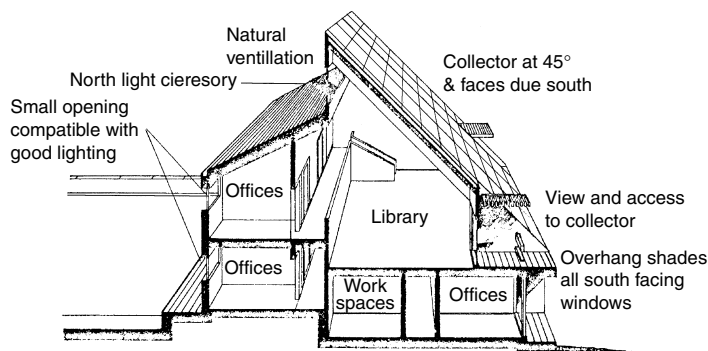 Natural
ventillation
North light cieresory
Small opening
compatible with
good lighting
Collector at 45°
& faces due south
Offices
Library
View and access
to collector
Offices
Work
spaces
Offices
Overhang shades
all south facing
windows